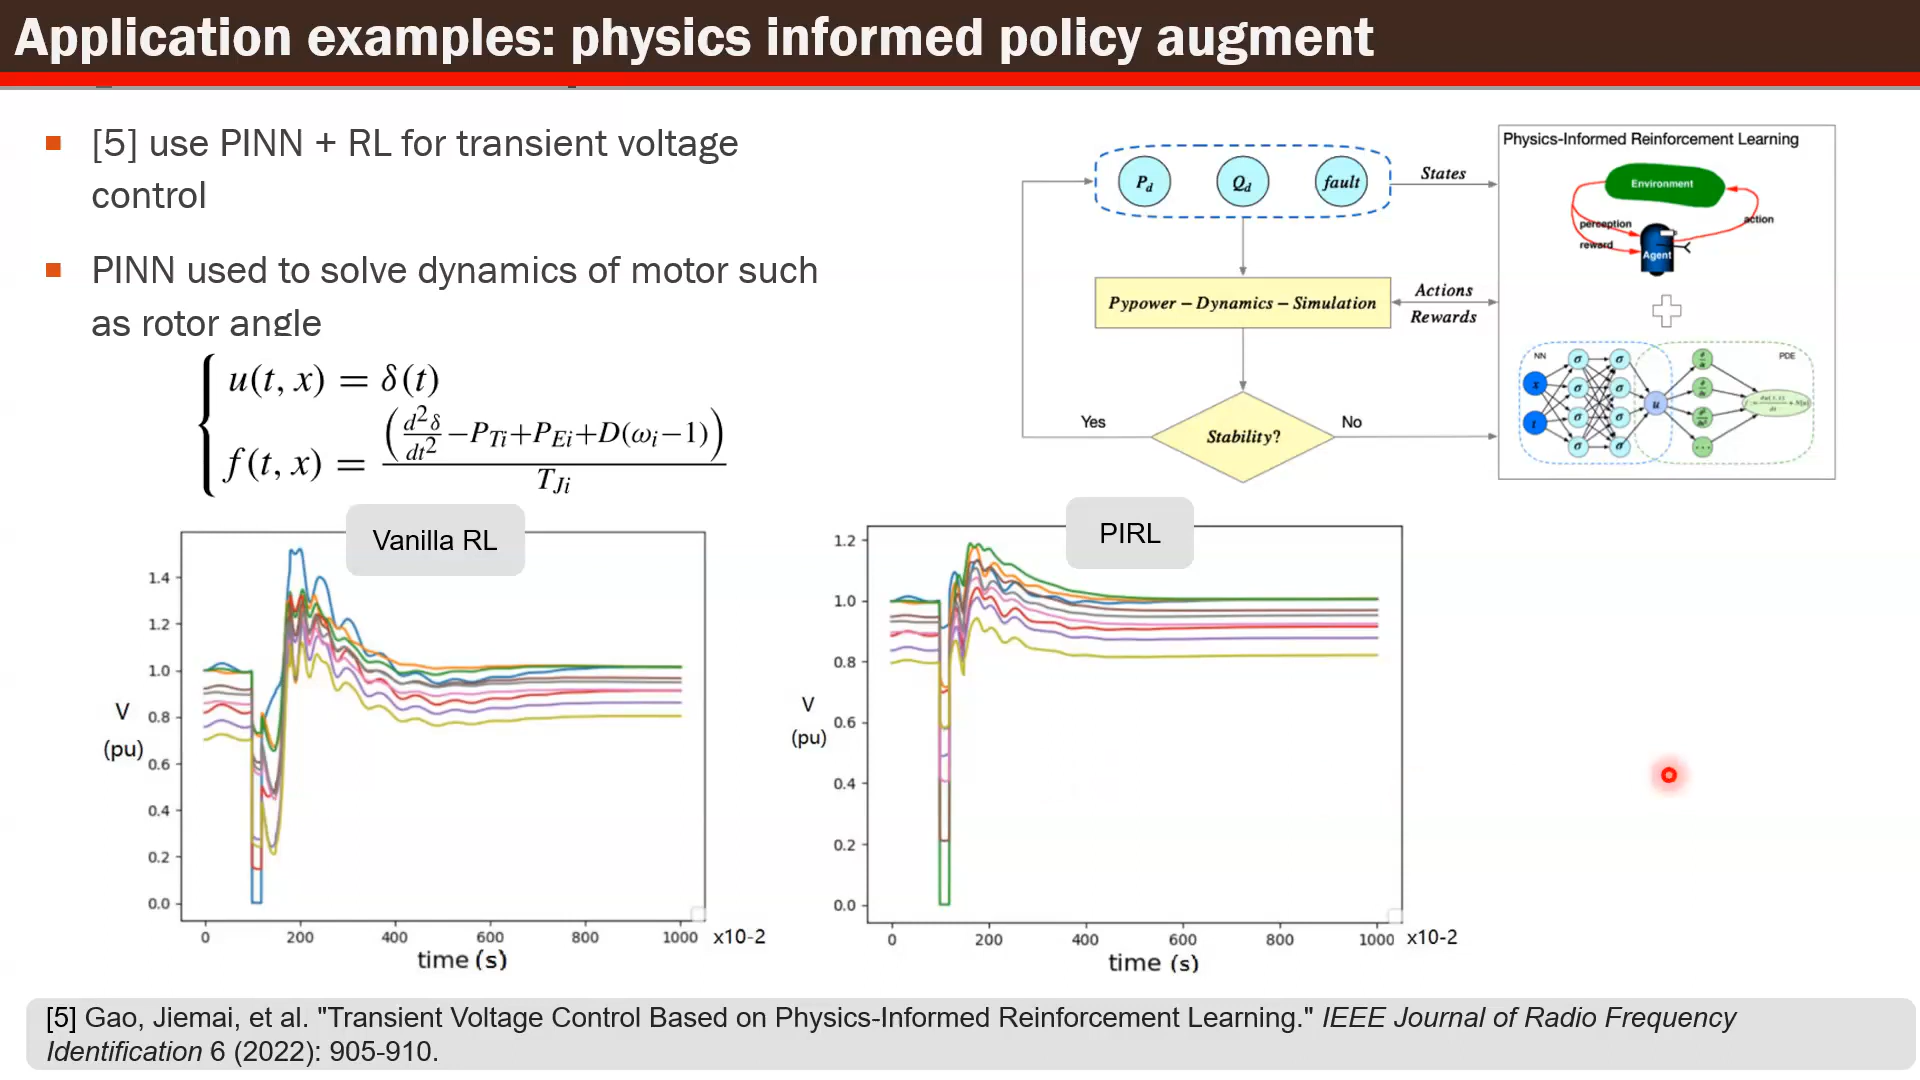 Application examples: physics informed policy augment
[5] use PINN + RL for transient voltage
control
PINN used to solve dynamics of motor such
as rotor angle
u(t, x) = δ(t)
f(t, x) = (d²δ/dt² −P_Ti+P_Ei+D(ω_i−1)) / T_Ji
P_d
Q_d
fault
States
Pypower − Dynamics − Simulation
Actions
Rewards
Stability?
Yes
No
Physics-Informed Reinforcement Learning
Environment
perception
reward
action
Agent
NN
PDE
x
t
σ σ
σ σ
σ σ
σ σ
u
...
Vanilla RL
1.4
1.2
1.0
0.8
0.6
0.4
0.2
0.0
V
(pu)
0 200 400 600 800 1000 x10-2
time (s)
PIRL
1.2
1.0
0.8
0.6
0.4
0.2
0.0
V
(pu)
0 200 400 600 800 1000 x10-2
time (s)
[5] Gao, Jiemai, et al. "Transient Voltage Control Based on Physics-Informed Reinforcement Learning." IEEE Journal of Radio Frequency
Identification 6 (2022): 905-910.